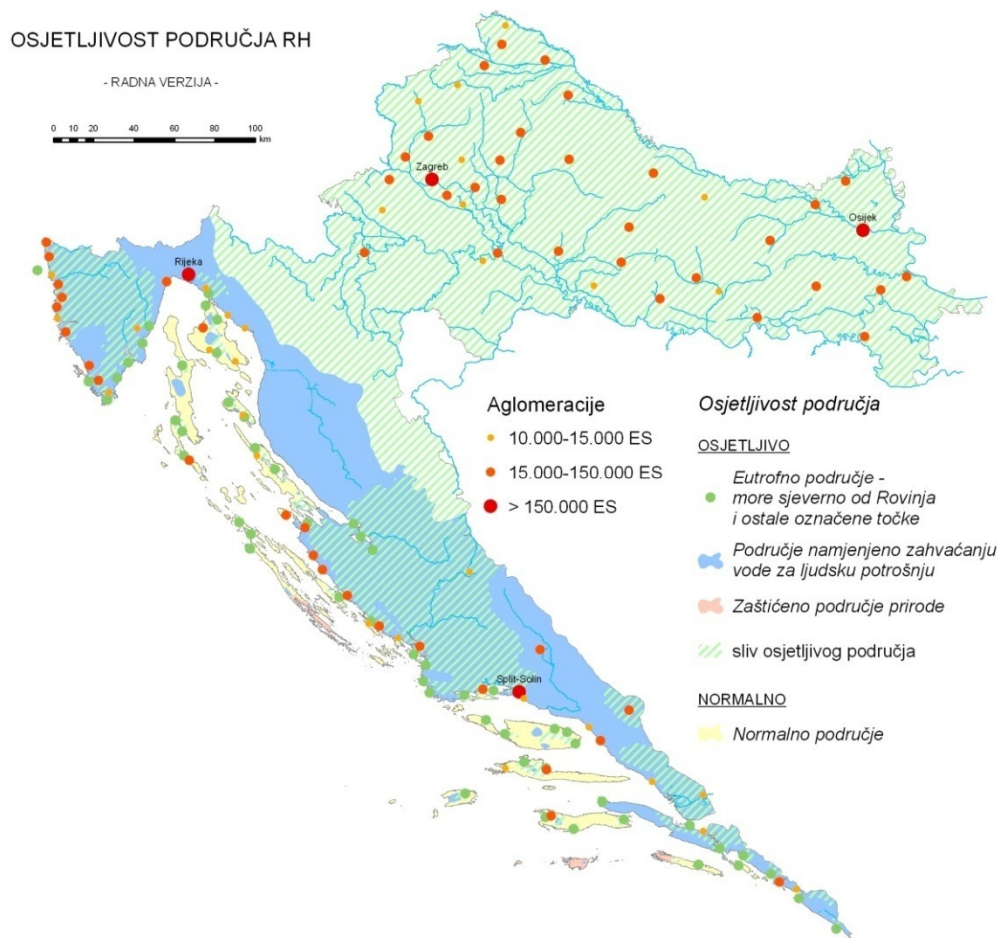 OSJETLJIVOST PODRUČJA RH
- RADNA VERZIJA -
0 10 20 40 60 80 100
km
Zagreb
Osijek
Rijeka
Split-Solin
Aglomeracije
10.000-15.000 ES
15.000-150.000 ES
> 150.000 ES
Osjetljivost područja
OSJETLJIVO
Eutrofno područje -
more sjeverno od Rovinja
i ostale označene točke
Područje namjenjeno zahvaćanju
vode za ljudsku potrošnju
Zaštićeno područje prirode
sliv osjetljivog područja
NORMALNO
Normalno područje